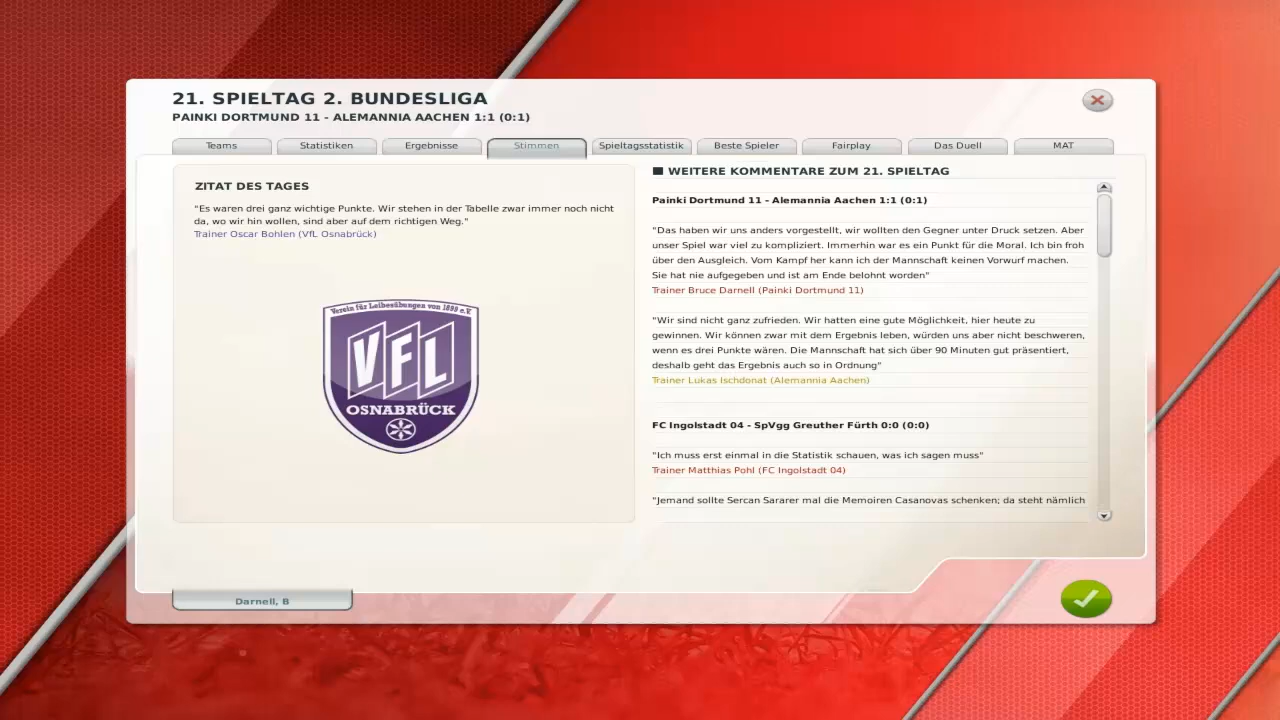 21. SPIELTAG 2. BUNDESLIGA
PAINKI DORTMUND 11 - ALEMANNIA AACHEN 1:1 (0:1)
Teams
Statistiken
Ergebnisse
Stimmen
Spieltagsstatistik
Beste Spieler
Fairplay
Das Duell
MAT
ZITAT DES TAGES
"Es waren drei ganz wichtige Punkte. Wir stehen in der Tabelle zwar immer noch nicht
da, wo wir hin wollen, sind aber auf dem richtigen Weg."
Trainer Oscar Bohlen (VfL Osnabrück)
Verein für Leibesübungen von 1899 e.V.
VFL
OSNABRÜCK
WEITERE KOMMENTARE ZUM 21. SPIELTAG
Painki Dortmund 11 - Alemannia Aachen 1:1 (0:1)
"Das haben wir uns anders vorgestellt, wir wollten den Gegner unter Druck setzen. Aber
unser Spiel war viel zu kompliziert. Immerhin war es ein Punkt für die Moral. Ich bin froh
über den Ausgleich. Vom Kampf her kann ich der Mannschaft keinen Vorwurf machen.
Sie hat nie aufgegeben und ist am Ende belohnt worden"
Trainer Bruce Darnell (Painki Dortmund 11)
"Wir sind nicht ganz zufrieden. Wir hatten eine gute Möglichkeit, hier heute zu
gewinnen. Wir können zwar mit dem Ergebnis leben, würden uns aber nicht beschweren,
wenn es drei Punkte wären. Die Mannschaft hat sich über 90 Minuten gut präsentiert,
deshalb geht das Ergebnis auch so in Ordnung"
Trainer Lukas Ischdonat (Alemannia Aachen)
FC Ingolstadt 04 - SpVgg Greuther Fürth 0:0 (0:0)
"Ich muss erst einmal in die Statistik schauen, was ich sagen muss"
Trainer Matthias Pohl (FC Ingolstadt 04)
"Jemand sollte Sercan Sararer mal die Memoiren Casanovas schenken; da steht nämlich
Darnell, B